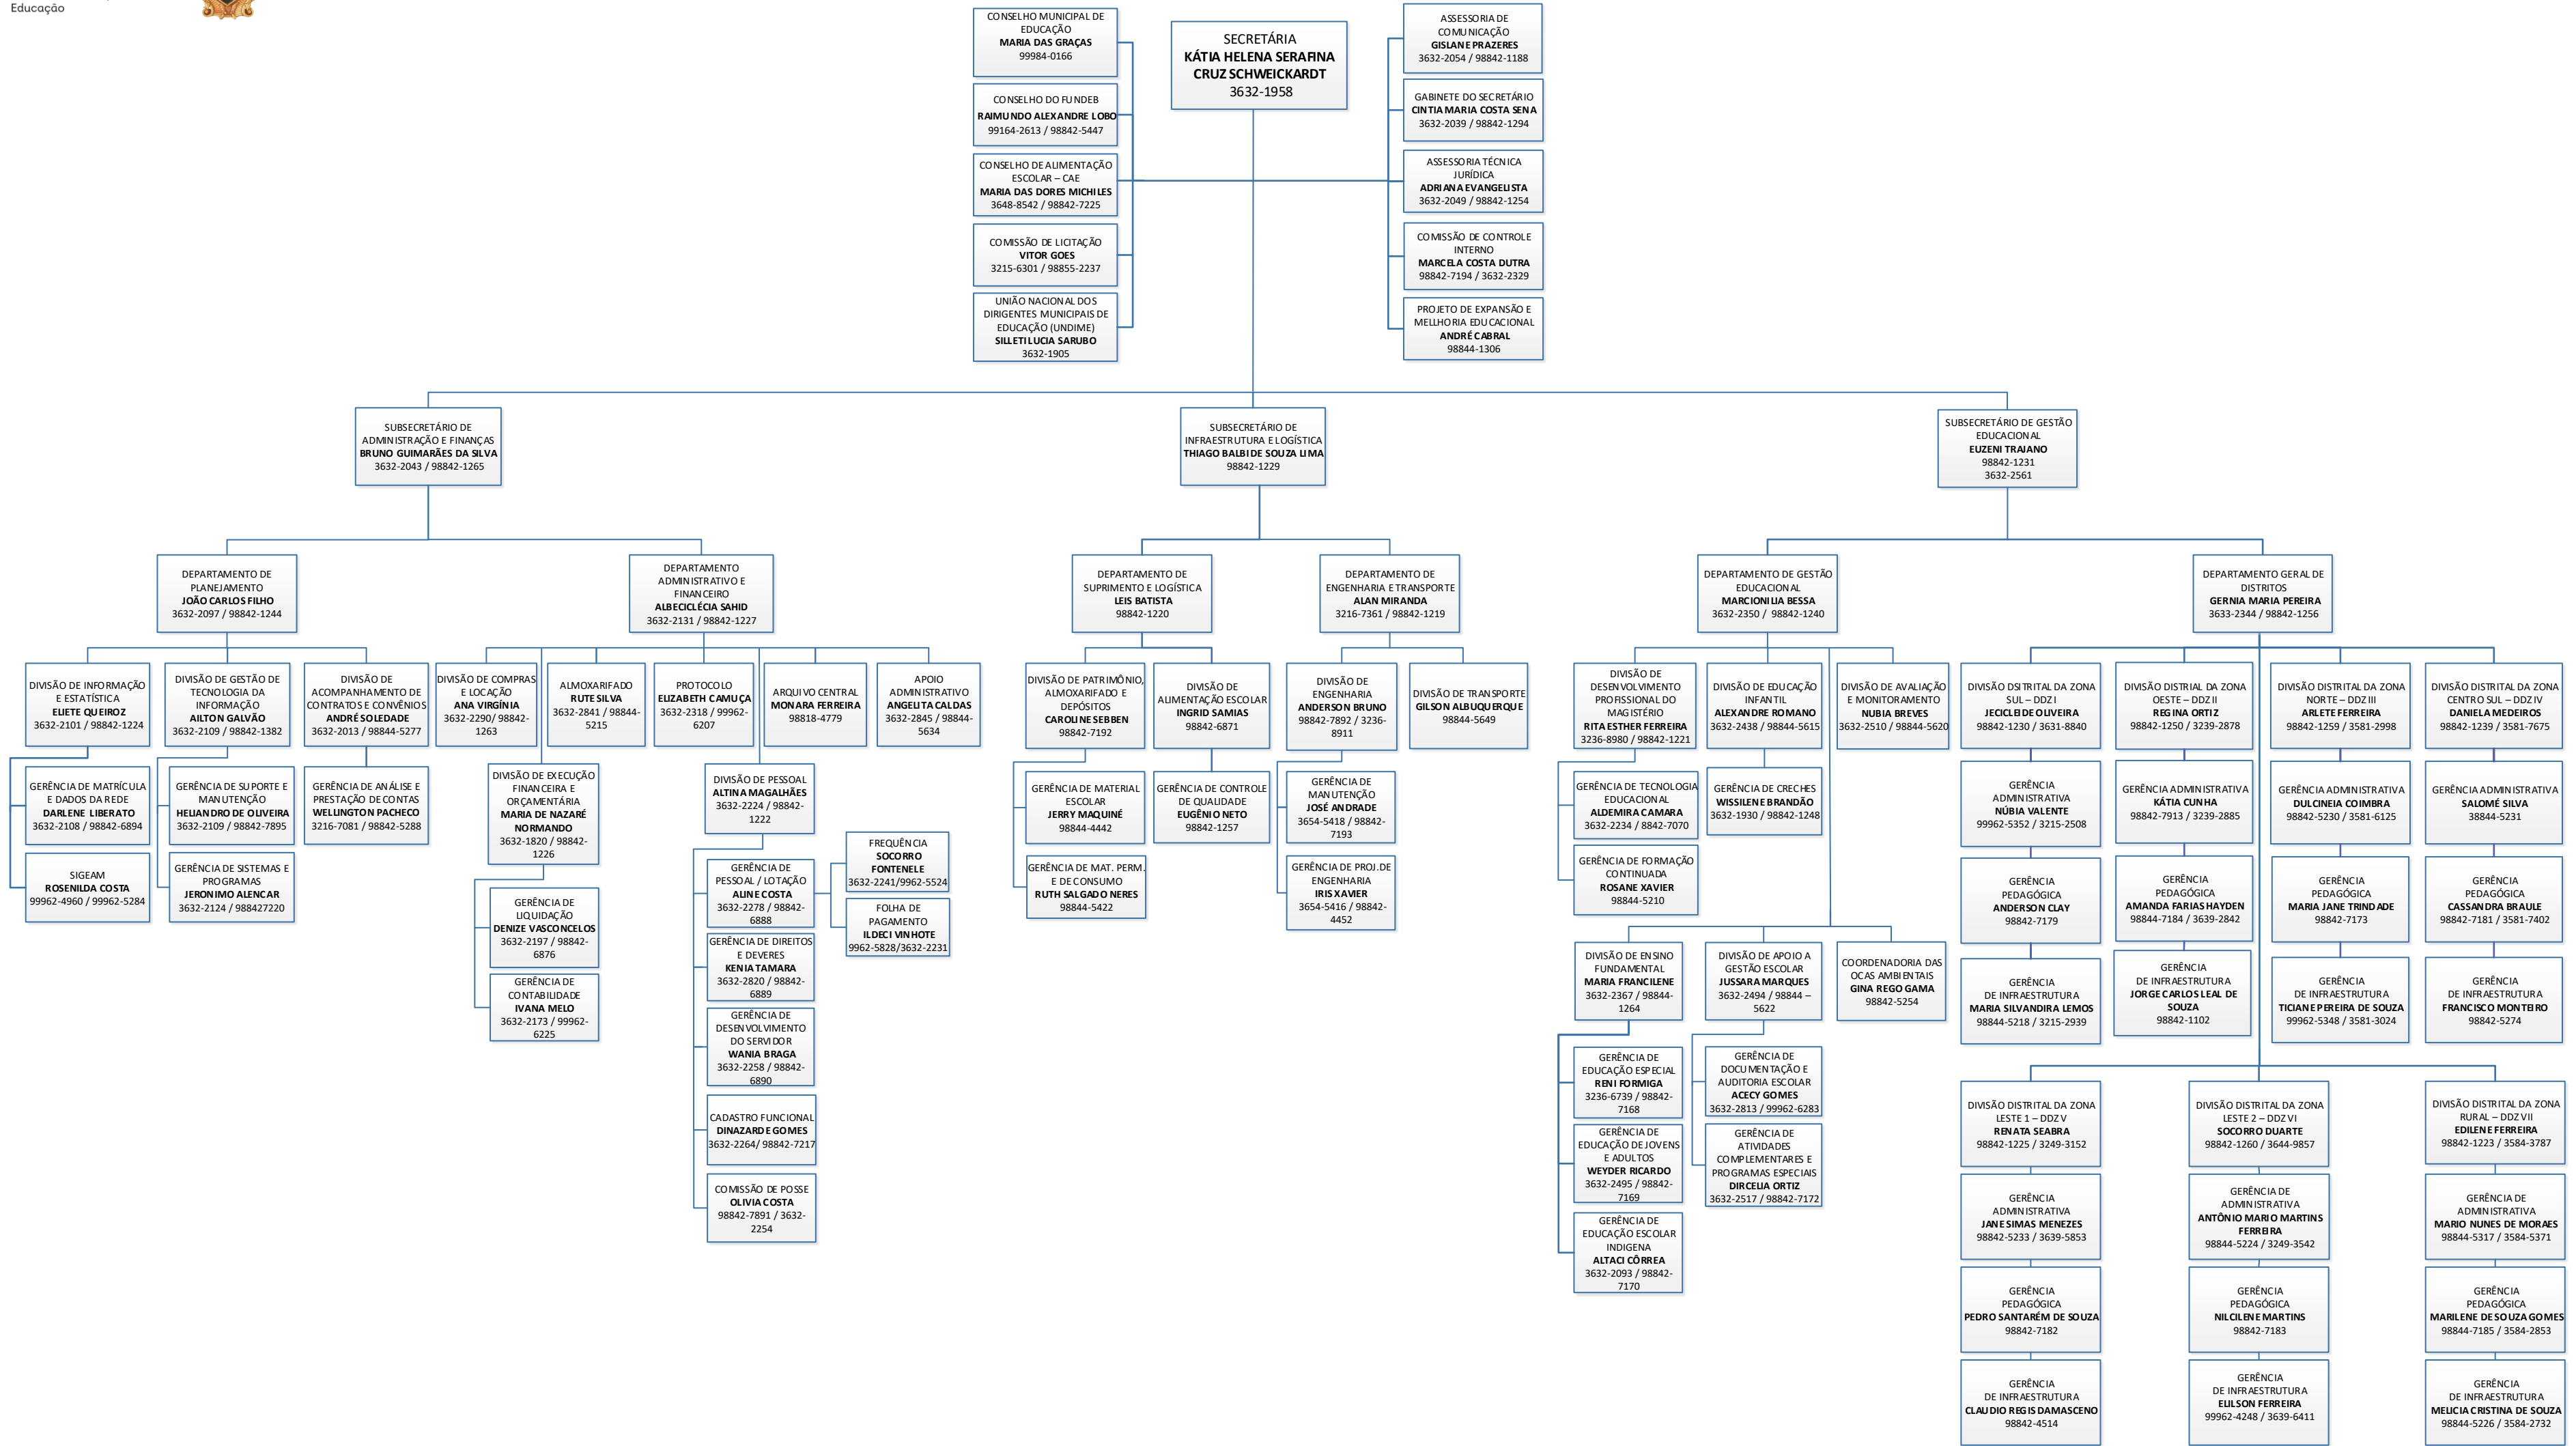 Educação
CONSELHO MUNICIPAL DE
EDUCAÇÃO
MARIA DAS GRAÇAS
99984-0166
CONSELHO DO FUNDEB
RAIMUNDO ALEXANDRE LOBO
99164-2613 / 98842-5447
CONSELHO DE ALIMENTAÇÃO
ESCOLAR – CAE
MARIA DAS DORES MICHILES
3648-8542 / 98842-7225
COMISSÃO DE LICITAÇÃO
VITOR GOES
3215-6301 / 98855-2237
UNIÃO NACIONAL DOS
DIRIGENTES MUNICIPAIS DE
EDUCAÇÃO (UNDIME)
SILLETI LUCIA SARUBO
3632-1905
SECRETÁRIA
KÁTIA HELENA SERAFINA
CRUZ SCHWEICKARDT
3632-1958
ASSESSORIA DE
COMUNICAÇÃO
GISLANE PRAZERES
3632-2054 / 98842-1188
GABINETE DO SECRETÁRIO
CINTIA MARIA COSTA SENA
3632-2039 / 98842-1294
ASSESSORIA TÉCNICA
JURÍDICA
ADRIANA EVANGELISTA
3632-2049 / 98842-1254
COMISSÃO DE CONTROLE
INTERNO
MARCELA COSTA DUTRA
98842-7194 / 3632-2329
PROJETO DE EXPANSÃO E
MELLHORIA EDUCACIONAL
ANDRÉ CABRAL
98844-1306
SUBSECRETÁRIO DE
ADMINISTRAÇÃO E FINANÇAS
BRUNO GUIMARÃES DA SILVA
3632-2043 / 98842-1265
SUBSECRETÁRIO DE
INFRAESTRUTURA E LOGÍSTICA
THIAGO BALBI DE SOUZA LIMA
98842-1229
SUBSECRETÁRIO DE GESTÃO
EDUCACIONAL
EUZENI TRAJANO
98842-1231
3632-2561
DEPARTAMENTO DE
PLANEJAMENTO
JOÃO CARLOS FILHO
3632-2097 / 98842-1244
DEPARTAMENTO
ADMINISTRATIVO E
FINANCEIRO
ALBECICLÉCIA SAHID
3632-2131 / 98842-1227
DEPARTAMENTO DE
SUPRIMENTO E LOGÍSTICA
LEIS BATISTA
98842-1220
DEPARTAMENTO DE
ENGENHARIA E TRANSPORTE
ALAN MIRANDA
3216-7361 / 98842-1219
DEPARTAMENTO DE GESTÃO
EDUCACIONAL
MARCIONILIA BESSA
3632-2350 / 98842-1240
DEPARTAMENTO GERAL DE
DISTRITOS
GERNIA MARIA PEREIRA
3633-2344 / 98842-1256
DIVISÃO DE INFORMAÇÃO
E ESTATÍSTICA
ELIETE QUEIROZ
3632-2101 / 98842-1224
DIVISÃO DE GESTÃO DE
TECNOLOGIA DA
INFORMAÇÃO
AILTON GALVÃO
3632-2109 / 98842-1382
DIVISÃO DE
ACOMPANHAMENTO DE
CONTRATOS E CONVÊNIOS
ANDRÉ SOLEDADE
3632-2013 / 98844-5277
DIVISÃO DE COMPRAS
E LOCAÇÃO
ANA VIRGÍNIA
3632-2290/ 98842-
1263
ALMOXARIFADO
RUTE SILVA
3632-2841 / 98844-
5215
PROTOCOLO
ELIZABETH CAMUÇA
3632-2318 / 99962-
6207
ARQUIVO CENTRAL
MONARA FERREIRA
98818-4779
APOIO
ADMINISTRATIVO
ANGELITA CALDAS
3632-2845 / 98844-
5634
DIVISÃO DE PATRIMÔNIO,
ALMOXARIFADO E
DEPÓSITOS
CAROLINE SEBBEN
98842-7192
DIVISÃO DE
ALIMENTAÇÃO ESCOLAR
INGRID SAMIAS
98842-6871
DIVISÃO DE
ENGENHARIA
ANDERSON BRUNO
98842-7892 / 3236-
8911
DIVISÃO DE TRANSPORTE
GILSON ALBUQUERQUE
98844-5649
DIVISÃO DE
DESENVOLVIMENTO
PROFISSIONAL DO
MAGISTÉRIO
RITA ESTHER FERREIRA
3236-8980 / 98842-1221
DIVISÃO DE EDUCAÇÃO
INFANTIL
ALEXANDRE ROMANO
3632-2438 / 98844-5615
DIVISÃO DE AVALIAÇÃO
E MONITORAMENTO
NUBIA BREVES
3632-2510 / 98844-5620
DIVISÃO DSITRITAL DA ZONA
SUL – DDZ I
JECICLEI DE OLIVEIRA
98842-1230 / 3631-8840
DIVISÃO DISTRIAL DA ZONA
OESTE – DDZ II
REGINA ORTIZ
98842-1250 / 3239-2878
DIVISÃO DISTRITAL DA ZONA
NORTE – DDZ III
ARLETE FERREIRA
98842-1259 / 3581-2998
DIVISÃO DISTRITAL DA ZONA
CENTRO SUL – DDZ IV
DANIELA MEDEIROS
98842-1239 / 3581-7675
GERÊNCIA DE MATRÍCULA
E DADOS DA REDE
DARLENE LIBERATO
3632-2108 / 98842-6894
SIGEAM
ROSENILDA COSTA
99962-4960 / 99962-5284
GERÊNCIA DE SUPORTE E
MANUTENÇÃO
HELIANDRO DE OLIVEIRA
3632-2109 / 98842-7895
GERÊNCIA DE SISTEMAS E
PROGRAMAS
JERONIMO ALENCAR
3632-2124 / 988427220
GERÊNCIA DE ANÁLISE E
PRESTAÇÃO DE CONTAS
WELLINGTON PACHECO
3216-7081 / 98842-5288
DIVISÃO DE EXECUÇÃO
FINANCEIRA E
ORÇAMENTÁRIA
MARIA DE NAZARÉ
NORMANDO
3632-1820 / 98842-
1226
GERÊNCIA DE
LIQUIDAÇÃO
DENIZE VASCONCELOS
3632-2197 / 98842-
6876
GERÊNCIA DE
CONTABILIDADE
IVANA MELO
3632-2173 / 99962-
6225
DIVISÃO DE PESSOAL
ALTINA MAGALHÃES
3632-2224 / 98842-
1222
GERÊNCIA DE
PESSOAL / LOTAÇÃO
ALINE COSTA
3632-2278 / 98842-
6888
FREQUÊNCIA
SOCORRO
FONTENELE
3632-2241/9962-5524
FOLHA DE
PAGAMENTO
ILDECI VINHOTE
9962-5828/3632-2231
GERÊNCIA DE DIREITOS
E DEVERES
KENIA TAMARA
3632-2820 / 98842-
6889
GERÊNCIA DE
DESENVOLVIMENTO
DO SERVIDOR
WANIA BRAGA
3632-2258 / 98842-
6890
CADASTRO FUNCIONAL
DINAZARDE GOMES
3632-2264/ 98842-7217
COMISSÃO DE POSSE
OLIVIA COSTA
98842-7891 / 3632-
2254
GERÊNCIA DE MATERIAL
ESCOLAR
JERRY MAQUINÉ
98844-4442
GERÊNCIA DE MAT. PERM.
E DE CONSUMO
RUTH SALGADO NERES
98844-5422
GERÊNCIA DE CONTROLE
DE QUALIDADE
EUGÊNIO NETO
98842-1257
GERÊNCIA DE
MANUTENÇÃO
JOSÉ ANDRADE
3654-5418 / 98842-
7193
GERÊNCIA DE PROJ.DE
ENGENHARIA
IRIS XAVIER
3654-5416 / 98842-
4452
GERÊNCIA DE TECNOLOGIA
EDUCACIONAL
ALDEMIRA CAMARA
3632-2234 / 8842-7070
GERÊNCIA DE FORMAÇÃO
CONTINUADA
ROSANE XAVIER
98844-5210
GERÊNCIA DE CRECHES
WISSILENE BRANDÃO
3632-1930 / 98842-1248
DIVISÃO DE ENSINO
FUNDAMENTAL
MARIA FRANCILENE
3632-2367 / 98844-
1264
DIVISÃO DE APOIO A
GESTÃO ESCOLAR
JUSSARA MARQUES
3632-2494 / 98844 –
5622
COORDENADORIA DAS
OCAS AMBIENTAIS
GINA REGO GAMA
98842-5254
GERÊNCIA DE
EDUCAÇÃO ESPECIAL
RENI FORMIGA
3236-6739 / 98842-
7168
GERÊNCIA DE
EDUCAÇÃO DE JOVENS
E ADULTOS
WEYDER RICARDO
3632-2495 / 98842-
7169
GERÊNCIA DE
EDUCAÇÃO ESCOLAR
INDIGENA
ALTACI CÔRREA
3632-2093 / 98842-
7170
GERÊNCIA DE
DOCUMENTAÇÃO E
AUDITORIA ESCOLAR
ACECY GOMES
3632-2813 / 99962-6283
GERÊNCIA DE
ATIVIDADES
COMPLEMENTARES E
PROGRAMAS ESPECIAIS
DIRCELIA ORTIZ
3632-2517 / 98842-7172
GERÊNCIA
ADMINISTRATIVA
NÚBIA VALENTE
99962-5352 / 3215-2508
GERÊNCIA
PEDAGÓGICA
ANDERSON CLAY
98842-7179
GERÊNCIA
DE INFRAESTRUTURA
MARIA SILVANDIRA LEMOS
98844-5218 / 3215-2939
GERÊNCIA ADMINISTRATIVA
KÁTIA CUNHA
98842-7913 / 3239-2885
GERÊNCIA
PEDAGÓGICA
AMANDA FARIAS HAYDEN
98844-7184 / 3639-2842
GERÊNCIA
DE INFRAESTRUTURA
JORGE CARLOS LEAL DE
SOUZA
98842-1102
GERÊNCIA ADMINISTRATIVA
DULCINEIA COIMBRA
98842-5230 / 3581-6125
GERÊNCIA
PEDAGÓGICA
MARIA JANE TRINDADE
98842-7173
GERÊNCIA
DE INFRAESTRUTURA
TICIANE PEREIRA DE SOUZA
99962-5348 / 3581-3024
GERÊNCIA ADMINISTRATIVA
SALOMÉ SILVA
38844-5231
GERÊNCIA
PEDAGÓGICA
CASSANDRA BRAULE
98842-7181 / 3581-7402
GERÊNCIA
DE INFRAESTRUTURA
FRANCISCO MONTEIRO
98842-5274
DIVISÃO DISTRITAL DA ZONA
LESTE 1 – DDZ V
RENATA SEABRA
98842-1225 / 3249-3152
GERÊNCIA
ADMINISTRATIVA
JANE SIMAS MENEZES
98842-5233 / 3639-5853
GERÊNCIA
PEDAGÓGICA
PEDRO SANTARÉM DE SOUZA
98842-7182
GERÊNCIA
DE INFRAESTRUTURA
CLAUDIO REGIS DAMASCENO
98842-4514
DIVISÃO DISTRITAL DA ZONA
LESTE 2 – DDZ VI
SOCORRO DUARTE
98842-1260 / 3644-9857
GERÊNCIA DE
ADMINISTRATIVA
ANTÔNIO MARIO MARTINS
FERREIRA
98844-5224 / 3249-3542
GERÊNCIA
PEDAGÓGICA
NILCILENE MARTINS
98842-7183
GERÊNCIA
DE INFRAESTRUTURA
ELILSON FERREIRA
99962-4248 / 3639-6411
DIVISÃO DISTRITAL DA ZONA
RURAL – DDZ VII
EDILENE FERREIRA
98842-1223 / 3584-3787
GERÊNCIA DE
ADMINISTRATIVA
MARIO NUNES DE MORAES
98844-5317 / 3584-5371
GERÊNCIA
PEDAGÓGICA
MARILENE DE SOUZA GOMES
98844-7185 / 3584-2853
GERÊNCIA
DE INFRAESTRUTURA
MELICIA CRISTINA DE SOUZA
98844-5226 / 3584-2732